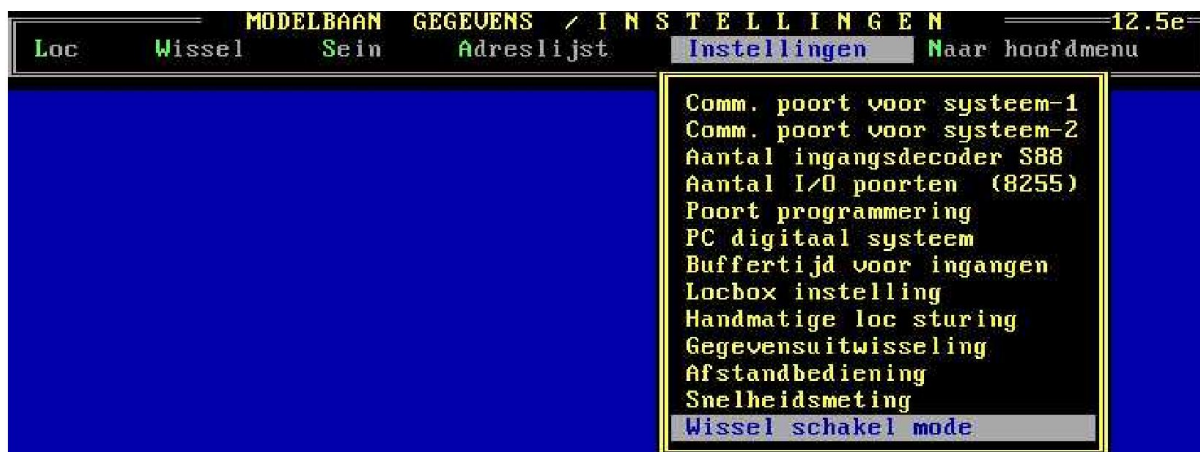 MODELBAAN GEGEVENS / I N S T E L L I N G E N 12.5e
Loc Wissel Sein Adreslijst Instellingen Naar hoofdmenu
Comm. poort voor systeem-1
Comm. poort voor systeem-2
Aantal ingangsdecoder S88
Aantal I/O poorten (8255)
Poort programmering
PC digitaal systeem
Buffertijd voor ingangen
Locbox instelling
Handmatige loc sturing
Gegevensuitwisseling
Afstandbediening
Snelheidsmeting
Wissel schakel mode